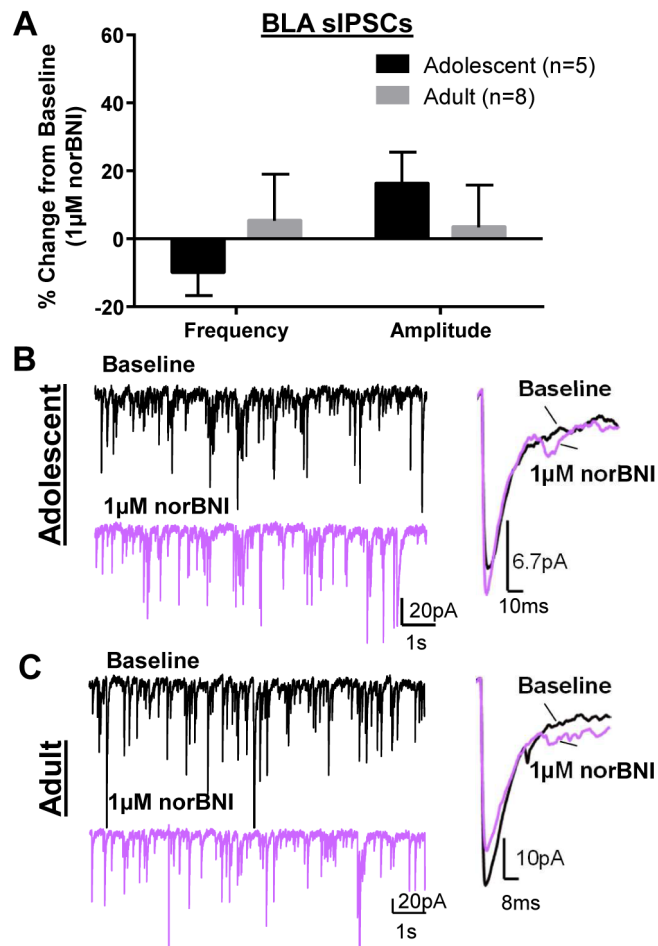 A
BLA sIPSCs
% Change from Baseline
(1µM norBNI)
60
40
20
0
-20
Adolescent (n=5)
Adult (n=8)
Frequency
Amplitude
B
Adolescent
Baseline
1µM norBNI
20pA
1s
Baseline
1µM norBNI
6.7pA
10ms
C
Adult
Baseline
1µM norBNI
20pA
1s
Baseline
1µM norBNI
10pA
8ms